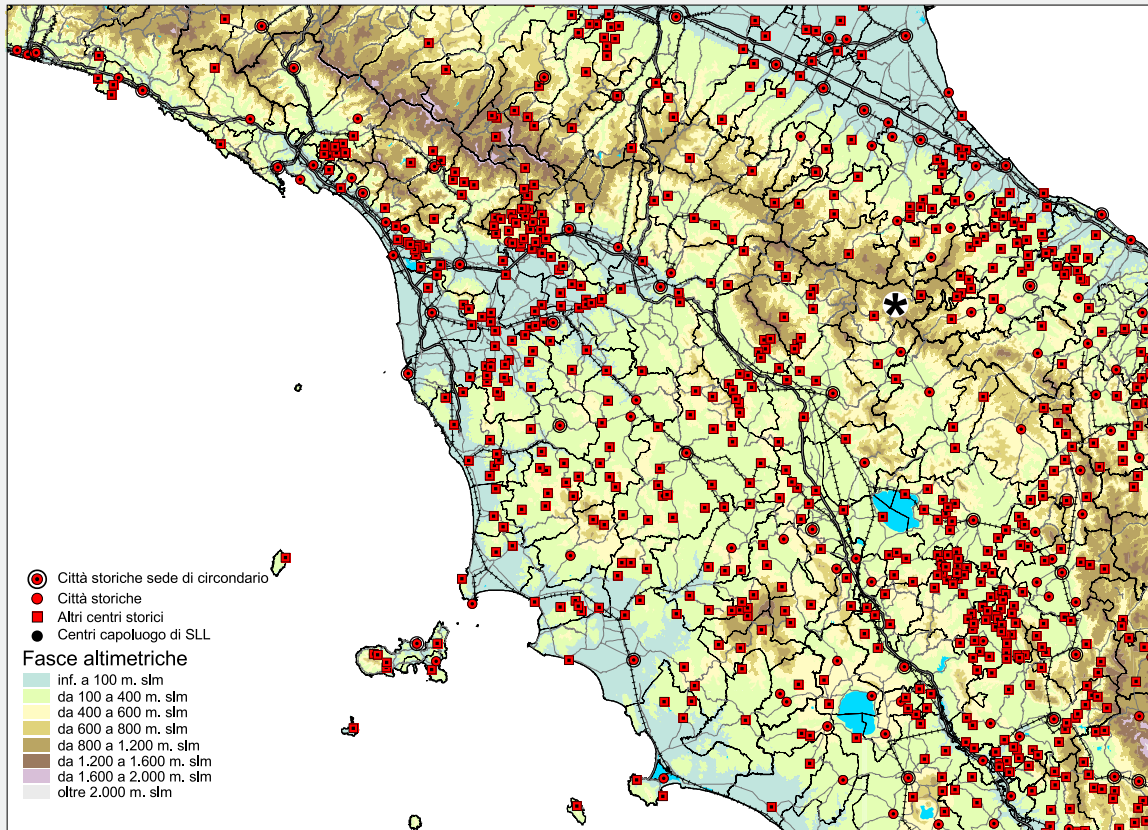 *
Città storiche sede di circondario
Città storiche
Altri centri storici
Centri capoluogo di SLL
Fasce altimetriche
inf. a 100 m. slm
da 100 a 400 m. slm
da 400 a 600 m. slm
da 600 a 800 m. slm
da 800 a 1.200 m. slm
da 1.200 a 1.600 m. slm
da 1.600 a 2.000 m. slm
oltre 2.000 m. slm